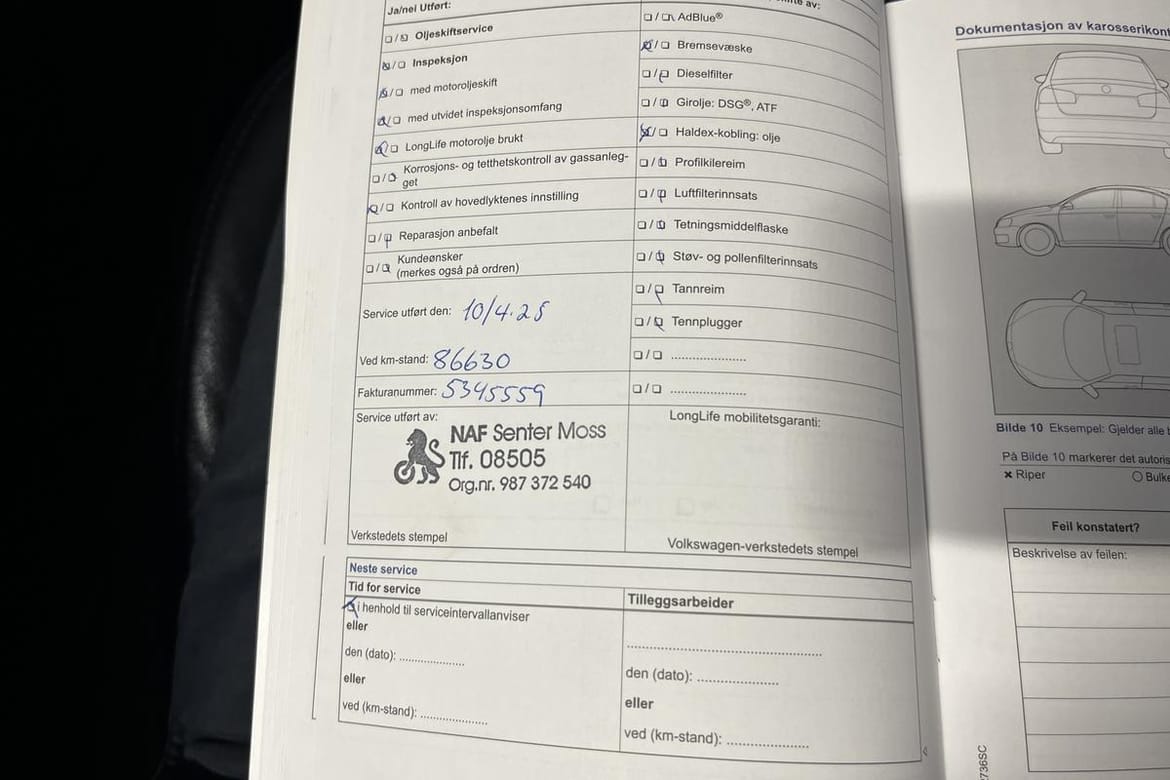 Ja/nei Utført:
Oljeskiftservice
Inspeksjon
med motoroljeskift
med utvidet inspeksjonsomfang
LongLife motorolje brukt
Korrosjons- og tetthetskontroll av gassanleg-
get
Kontroll av hovedlyktenes innstilling
Reparasjon anbefalt
Kundeønsker
(merkes også på ordren)
Service utført den: 10/4.25
Ved km-stand: 86630
Fakturanummer: 5345559
Service utført av:
NAF Senter Moss
Tlf. 08505
Org.nr. 987 372 540
Verkstedets stempel
av:
AdBlue®
Bremsevæske
Dieselfilter
Girolje: DSG®, ATF
Haldex-kobling: olje
Profilkilereim
Luftfilterinnsats
Tetningsmiddelflaske
Støv- og pollenfilterinnsats
Tannreim
Tennplugger
LongLife mobilitetsgaranti:
Volkswagen-verkstedets stempel
Neste service
Tid for service
i henhold til serviceintervallanviser
eller
den (dato): ..................
eller
ved (km-stand): ..................
Tilleggsarbeider
den (dato): ..................
eller
ved (km-stand): ..................
Dokumentasjon av karosserikont
Bilde 10 Eksempel: Gjelder alle
På Bilde 10 markerer det autoris
× Riper
Bulke
Feil konstatert?
Beskrivelse av feilen:
736SC